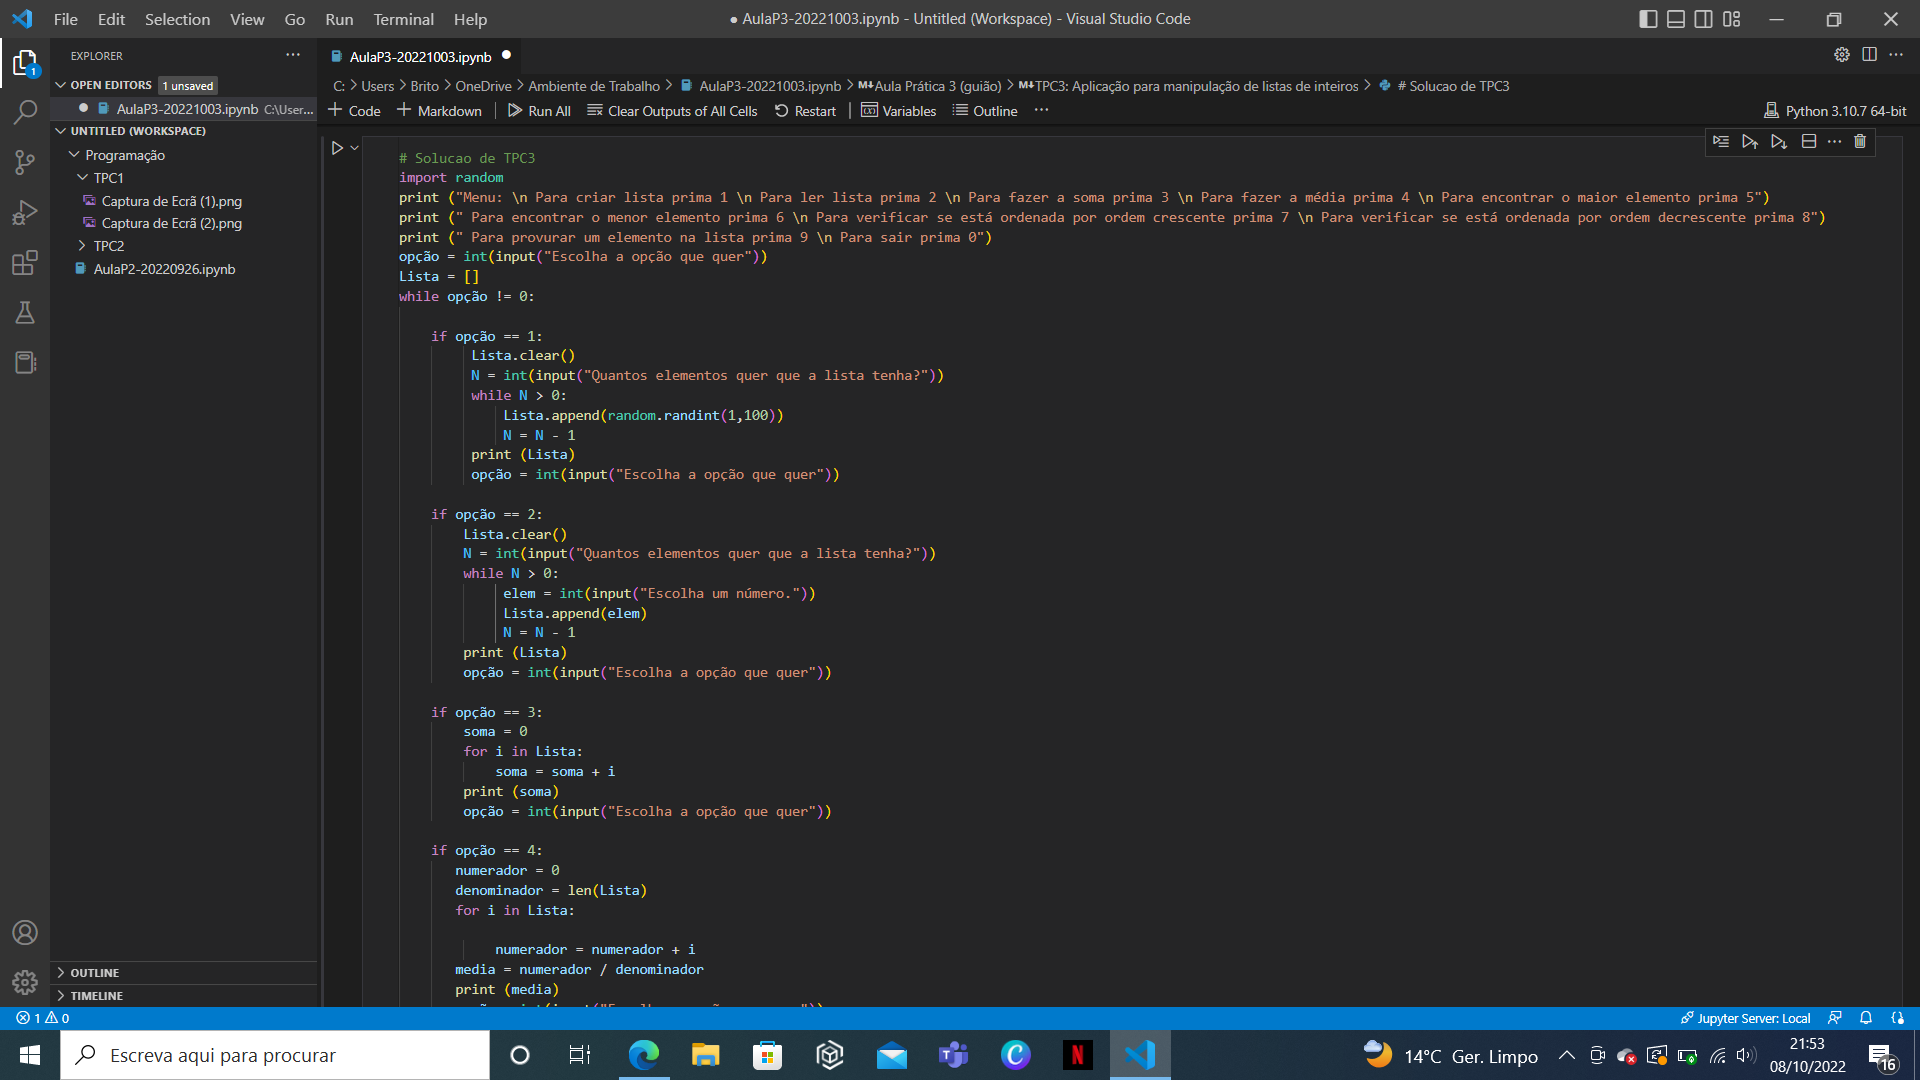 File Edit Selection View Go Run Terminal Help
● AulaP3-20221003.ipynb - Untitled (Workspace) - Visual Studio Code
EXPLORER
OPEN EDITORS 1 unsaved
AulaP3-20221003.ipynb C:\User...
UNTITLED (WORKSPACE)
Programação
TPC1
Captura de Ecrã (1).png
Captura de Ecrã (2).png
TPC2
AulaP2-20220926.ipynb
OUTLINE
TIMELINE
AulaP3-20221003.ipynb
C: > Users > Brito > OneDrive > Ambiente de Trabalho > AulaP3-20221003.ipynb > Aula Prática 3 (guião) > TPC3: Aplicação para manipulação de listas de inteiros > # Solucao de TPC3
+ Code + Markdown Run All Clear Outputs of All Cells Restart Variables Outline ...
Python 3.10.7 64-bit
# Solucao de TPC3
import random
print ("Menu: \n Para criar lista prima 1 \n Para ler lista prima 2 \n Para fazer a soma prima 3 \n Para fazer a média prima 4 \n Para encontrar o maior elemento prima 5")
print (" Para encontrar o menor elemento prima 6 \n Para verificar se está ordenada por ordem crescente prima 7 \n Para verificar se está ordenada por ordem decrescente prima 8")
print (" Para provurar um elemento na lista prima 9 \n Para sair prima 0")
opção = int(input("Escolha a opção que quer"))
Lista = []
while opção != 0:
if opção == 1:
Lista.clear()
N = int(input("Quantos elementos quer que a lista tenha?"))
while N > 0:
Lista.append(random.randint(1,100))
N = N - 1
print (Lista)
opção = int(input("Escolha a opção que quer"))
if opção == 2:
Lista.clear()
N = int(input("Quantos elementos quer que a lista tenha?"))
while N > 0:
elem = int(input("Escolha um número."))
Lista.append(elem)
N = N - 1
print (Lista)
opção = int(input("Escolha a opção que quer"))
if opção == 3:
soma = 0
for i in Lista:
soma = soma + i
print (soma)
opção = int(input("Escolha a opção que quer"))
if opção == 4:
numerador = 0
denominador = len(Lista)
for i in Lista:
numerador = numerador + i
media = numerador / denominador
print (media)
1 0
Jupyter Server: Local
Escreva aqui para procurar
14°C Ger. Limpo
21:53
08/10/2022
16